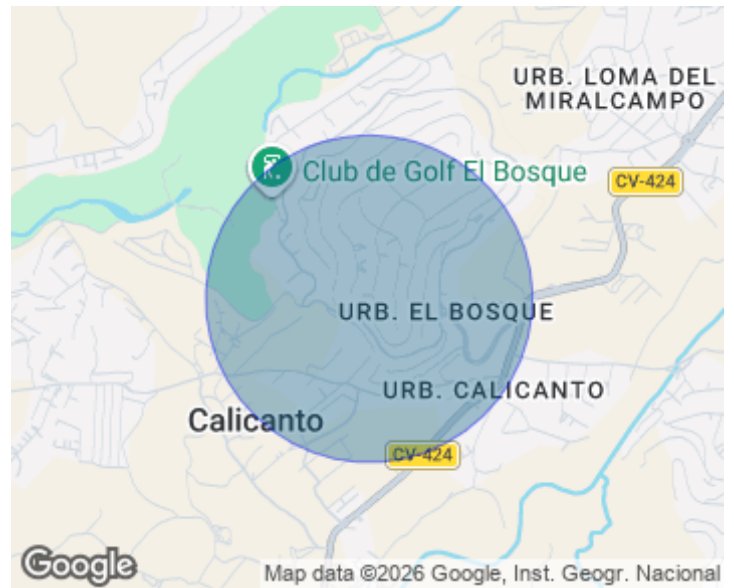 URB. LOMA DEL
MIRALCAMPO
Club de Golf El Bosque
CV-424
URB. EL BOSQUE
URB. CALICANTO
Calicanto
CV-424
Google
Map data ©2026 Google, Inst. Geogr. Nacional